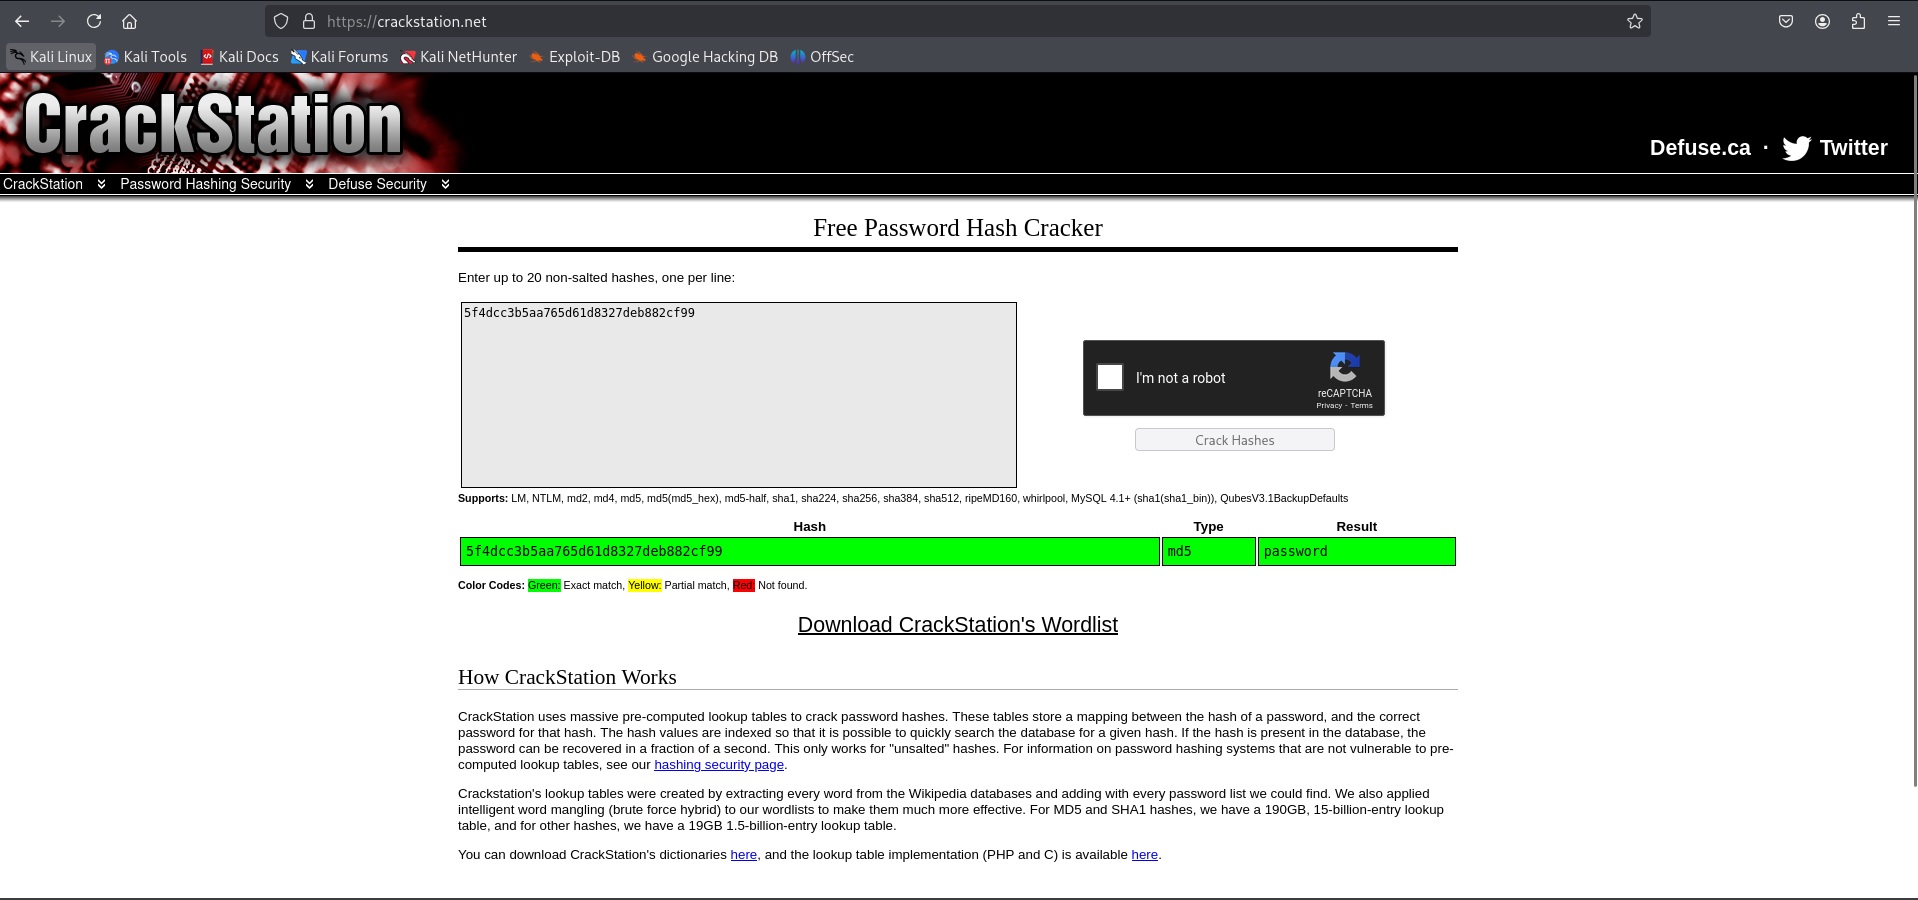 https://crackstation.net
Kali Linux Kali Tools Kali Docs Kali Forums Kali NetHunter Exploit-DB Google Hacking DB OffSec
CrackStation
Defuse.ca · Twitter
CrackStation Password Hashing Security Defuse Security
Free Password Hash Cracker
Enter up to 20 non-salted hashes, one per line:
5f4dcc3b5aa765d61d8327deb882cf99
I'm not a robot
reCAPTCHA
Privacy - Terms
Crack Hashes
Supports: LM, NTLM, md2, md4, md5, md5(md5_hex), md5-half, sha1, sha224, sha256, sha384, sha512, ripeMD160, whirlpool, MySQL 4.1+ (sha1(sha1_bin)), QubesV3.1BackupDefaults
Hash Type Result
5f4dcc3b5aa765d61d8327deb882cf99 md5 password
Color Codes: Green: Exact match, Yellow: Partial match, Red: Not found.
Download CrackStation's Wordlist
How CrackStation Works
CrackStation uses massive pre-computed lookup tables to crack password hashes. These tables store a mapping between the hash of a password, and the correct
password for that hash. The hash values are indexed so that it is possible to quickly search the database for a given hash. If the hash is present in the database, the
password can be recovered in a fraction of a second. This only works for "unsalted" hashes. For information on password hashing systems that are not vulnerable to pre-
computed lookup tables, see our hashing security page.
Crackstation's lookup tables were created by extracting every word from the Wikipedia databases and adding with every password list we could find. We also applied
intelligent word mangling (brute force hybrid) to our wordlists to make them much more effective. For MD5 and SHA1 hashes, we have a 190GB, 15-billion-entry lookup
table, and for other hashes, we have a 19GB 1.5-billion-entry lookup table.
You can download CrackStation's dictionaries here, and the lookup table implementation (PHP and C) is available here.